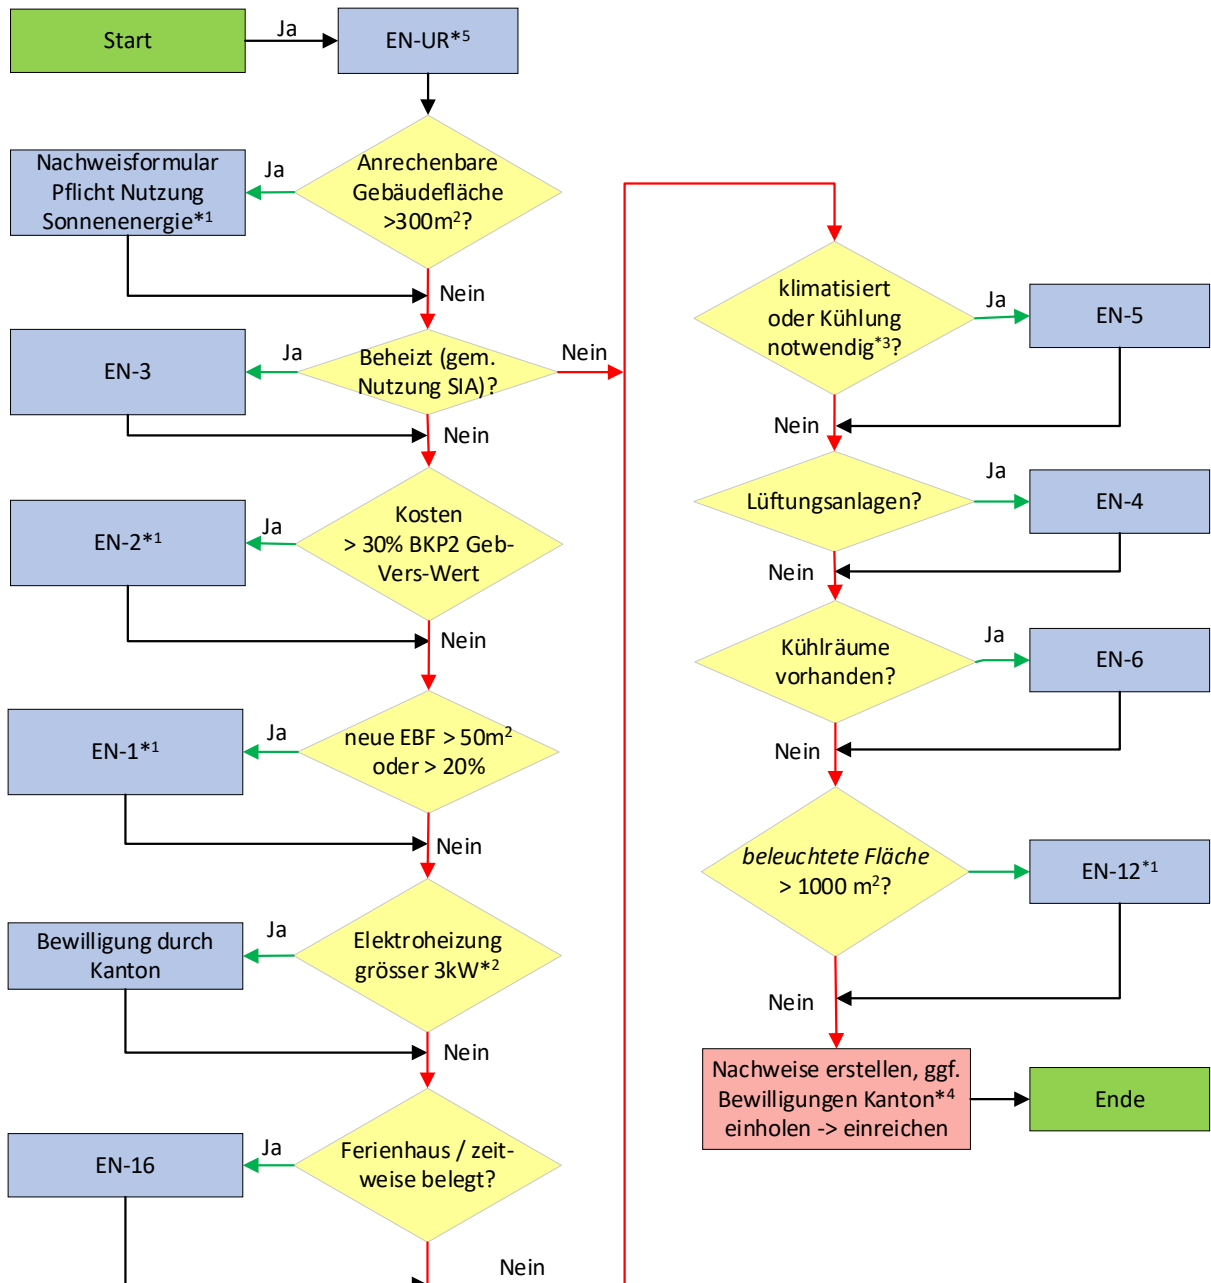 Start
Ja
EN-UR*5
Anrechenbare
Gebäudefläche
>300m²?
Ja
Nachweisformular
Pflicht Nutzung
Sonnenenergie*1
Nein
Beheizt (gem.
Nutzung SIA)?
Ja
EN-3
Nein
Nein
Kosten
> 30% BKP2 Geb-
Vers-Wert
Ja
EN-2*1
Nein
neue EBF > 50m²
oder > 20%
Ja
EN-1*1
Nein
Elektroheizung
grösser 3kW*2
Ja
Bewilligung durch
Kanton
Nein
Ferienhaus / zeit-
weise belegt?
Ja
EN-16
Nein
klimatisiert
oder Kühlung
notwendig*3?
Ja
EN-5
Nein
Lüftungsanlagen?
Ja
EN-4
Nein
Kühlräume
vorhanden?
Ja
EN-6
Nein
beleuchtete Fläche
> 1000 m²?
EN-12*1
Nein
Nachweise erstellen, ggf.
Bewilligungen Kanton*4
einholen -> einreichen
Ende